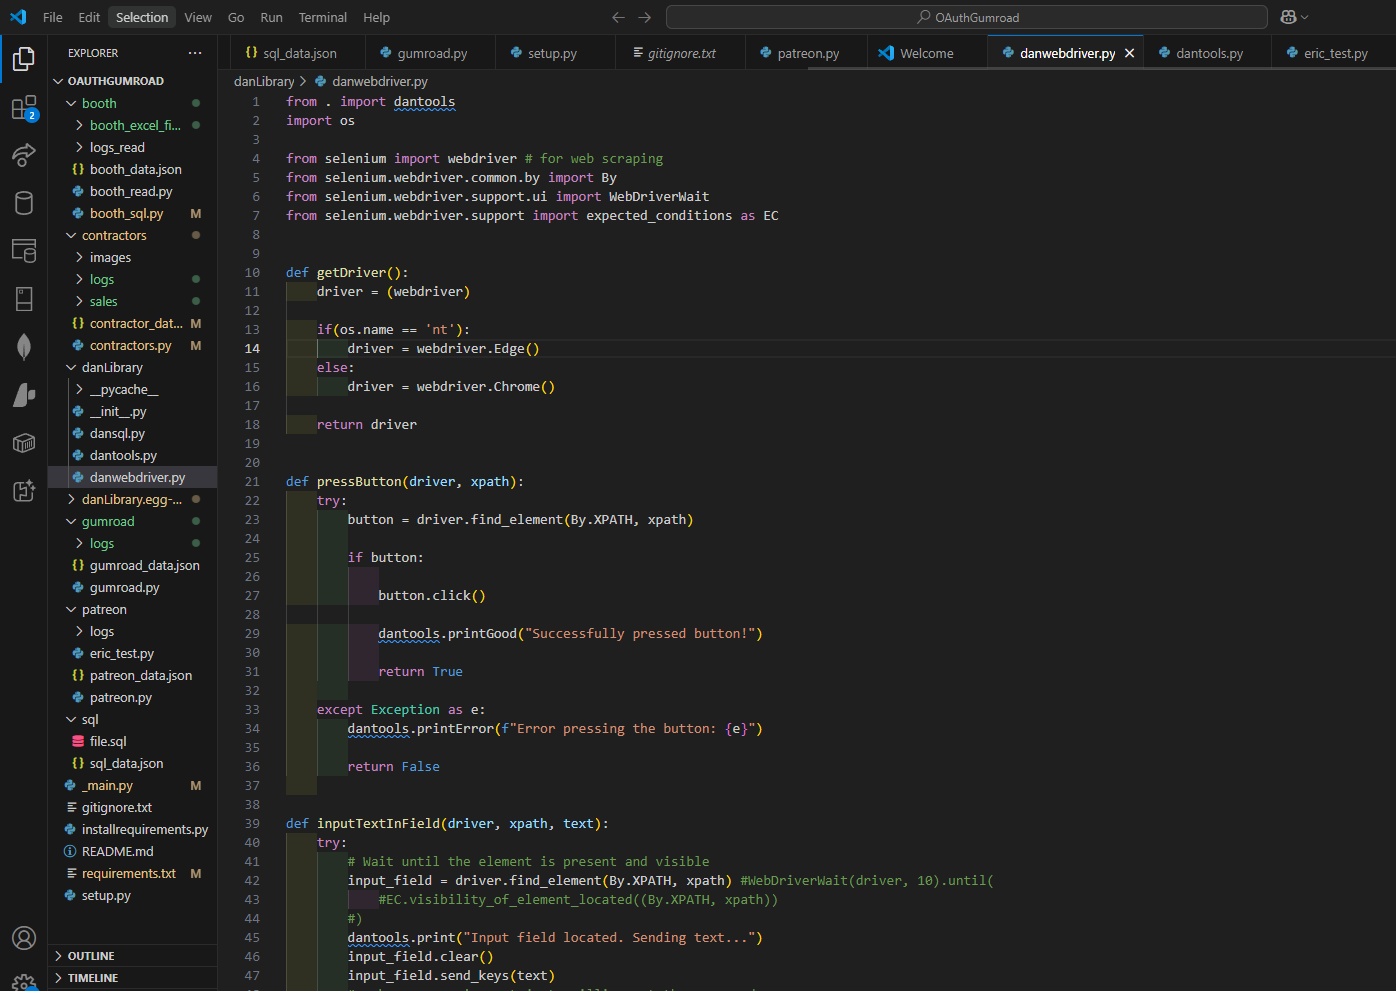 File Edit Selection View Go Run Terminal Help
OAuthGumroad
EXPLORER
OAUTHGUMROAD
booth
booth_excel_fi...
logs_read
booth_data.json
booth_read.py
booth_sql.py M
contractors
images
logs
sales
contractor_dat... M
contractors.py M
danLibrary
__pycache__
__init__.py
dansql.py
dantools.py
danwebdriver.py
danLibrary.egg-...
gumroad
logs
gumroad_data.json
gumroad.py
patreon
logs
eric_test.py
patreon_data.json
patreon.py
sql
file.sql
sql_data.json
_main.py M
gitignore.txt
installrequirements.py
README.md
requirements.txt M
setup.py
OUTLINE
TIMELINE
2
sql_data.json gumroad.py setup.py gitignore.txt patreon.py Welcome danwebdriver.py dantools.py eric_test.py
danLibrary > danwebdriver.py
1 from . import dantools
2 import os
3
4 from selenium import webdriver # for web scraping
5 from selenium.webdriver.common.by import By
6 from selenium.webdriver.support.ui import WebDriverWait
7 from selenium.webdriver.support import expected_conditions as EC
8
9
10 def getDriver():
11 driver = (webdriver)
12
13 if(os.name == 'nt'):
14 driver = webdriver.Edge()
15 else:
16 driver = webdriver.Chrome()
17
18 return driver
19
20
21 def pressButton(driver, xpath):
22 try:
23 button = driver.find_element(By.XPATH, xpath)
24
25 if button:
26
27 button.click()
28
29 dantools.printGood("Successfully pressed button!")
30
31 return True
32
33 except Exception as e:
34 dantools.printError(f"Error pressing the button: {e}")
35
36 return False
37
38
39 def inputTextInField(driver, xpath, text):
40 try:
41 # Wait until the element is present and visible
42 input_field = driver.find_element(By.XPATH, xpath) #WebDriverWait(driver, 10).until(
43 #EC.visibility_of_element_located((By.XPATH, xpath))
44 #)
45 dantools.print("Input field located. Sending text...")
46 input_field.clear()
47 input_field.send_keys(text)